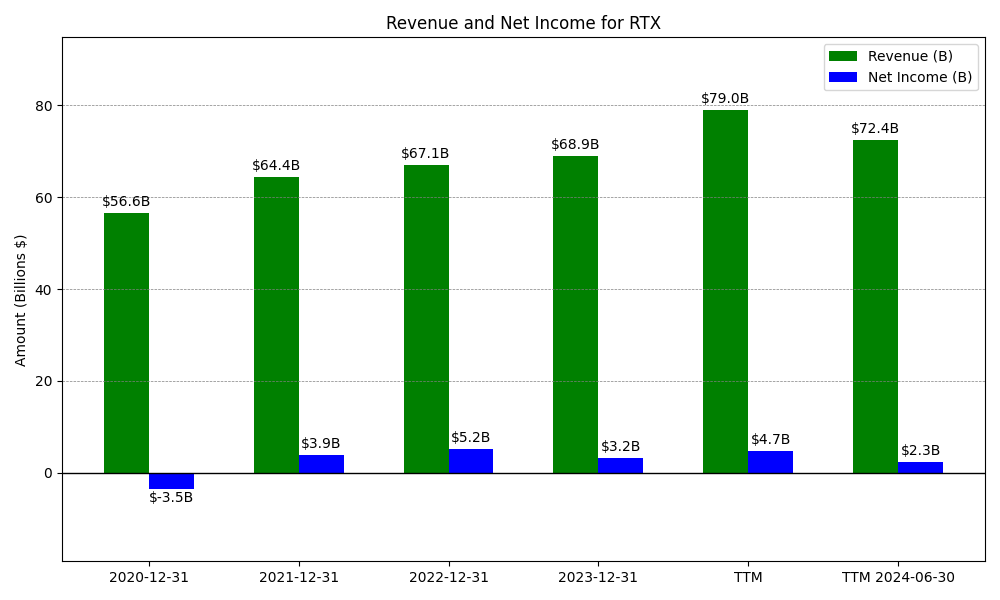 Revenue and Net Income for RTX
Revenue (B)
Net Income (B)
Amount (Billions $)
80
60
40
20
0
$56.6B
$64.4B
$67.1B
$68.9B
$79.0B
$72.4B
$-3.5B
$3.9B
$5.2B
$3.2B
$4.7B
$2.3B
2020-12-31
2021-12-31
2022-12-31
2023-12-31
TTM
TTM 2024-06-30